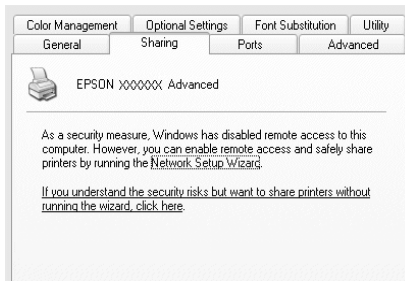 Color Management Optional Settings Font Substitution Utility
General Sharing Ports Advanced
EPSON XXXXXX Advanced
As a security measure, Windows has disabled remote access to this
computer. However, you can enable remote access and safely share
printers by running the Network Setup Wizard.
If you understand the security risks but want to share printers without
running the wizard, click here.